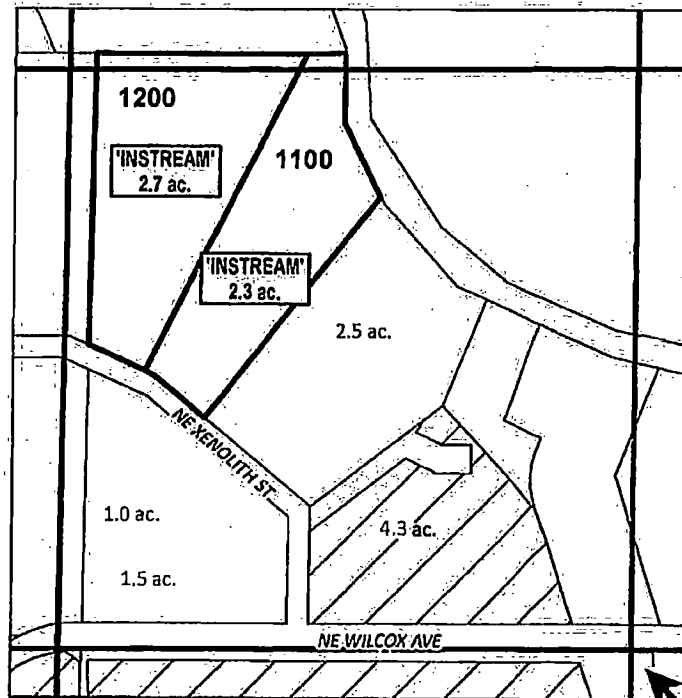 1200
'INSTREAM'
2.7 ac.
1100
'INSTREAM'
2.3 ac.
2.5 ac.
NE XENOLITH ST
1.0 ac.
4.3 ac.
1.5 ac.
NE WILCOX AVE